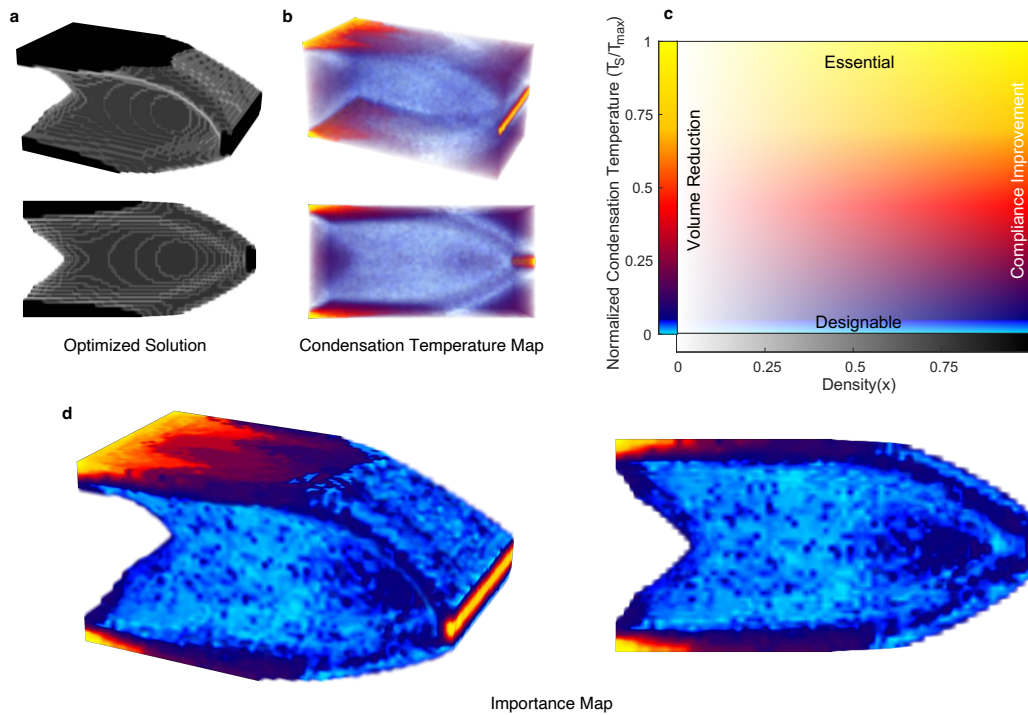 a
Optimized Solution
b
Condensation Temperature Map
c
Normalized Condensation Temperature (T_S/T_max)
1
0.75
0.5
0.25
0
Volume Reduction
Essential
Compliance Improvement
Designable
0
0.25
0.5
0.75
Density(x)
d
Importance Map